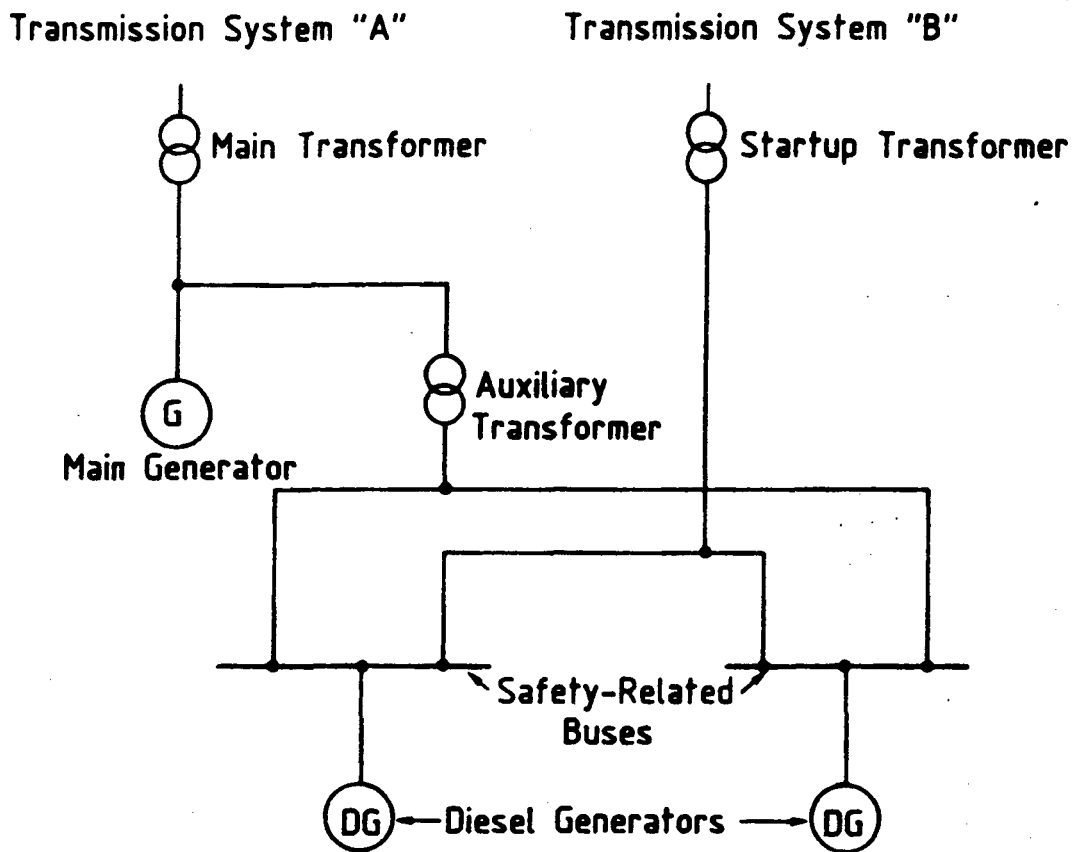 Transmission System "A"
Transmission System "B"
Main Transformer
Startup Transformer
Auxiliary
Transformer
G
Main Generator
Safety-Related
Buses
DG
Diesel Generators
DG